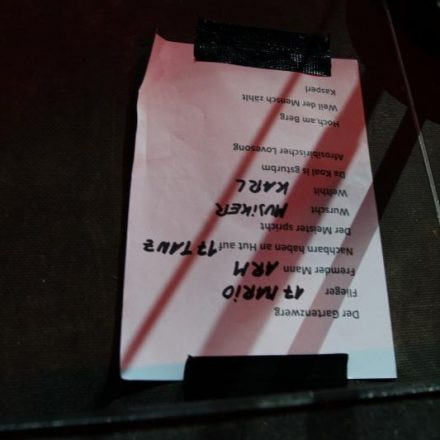 Der Gartenzwerg
Flieger 17 MARIO
Fremder Mann ARM
Nachbarn haben an Hut auf 17 TANZ
Der Meister spricht
Wurscht MUSIKER
Welthit KARL
Da Koal is gsturbm
Afrosibirischer Lovesong
Hoch am Berg
Weil der Mensch zählt
Kasperl